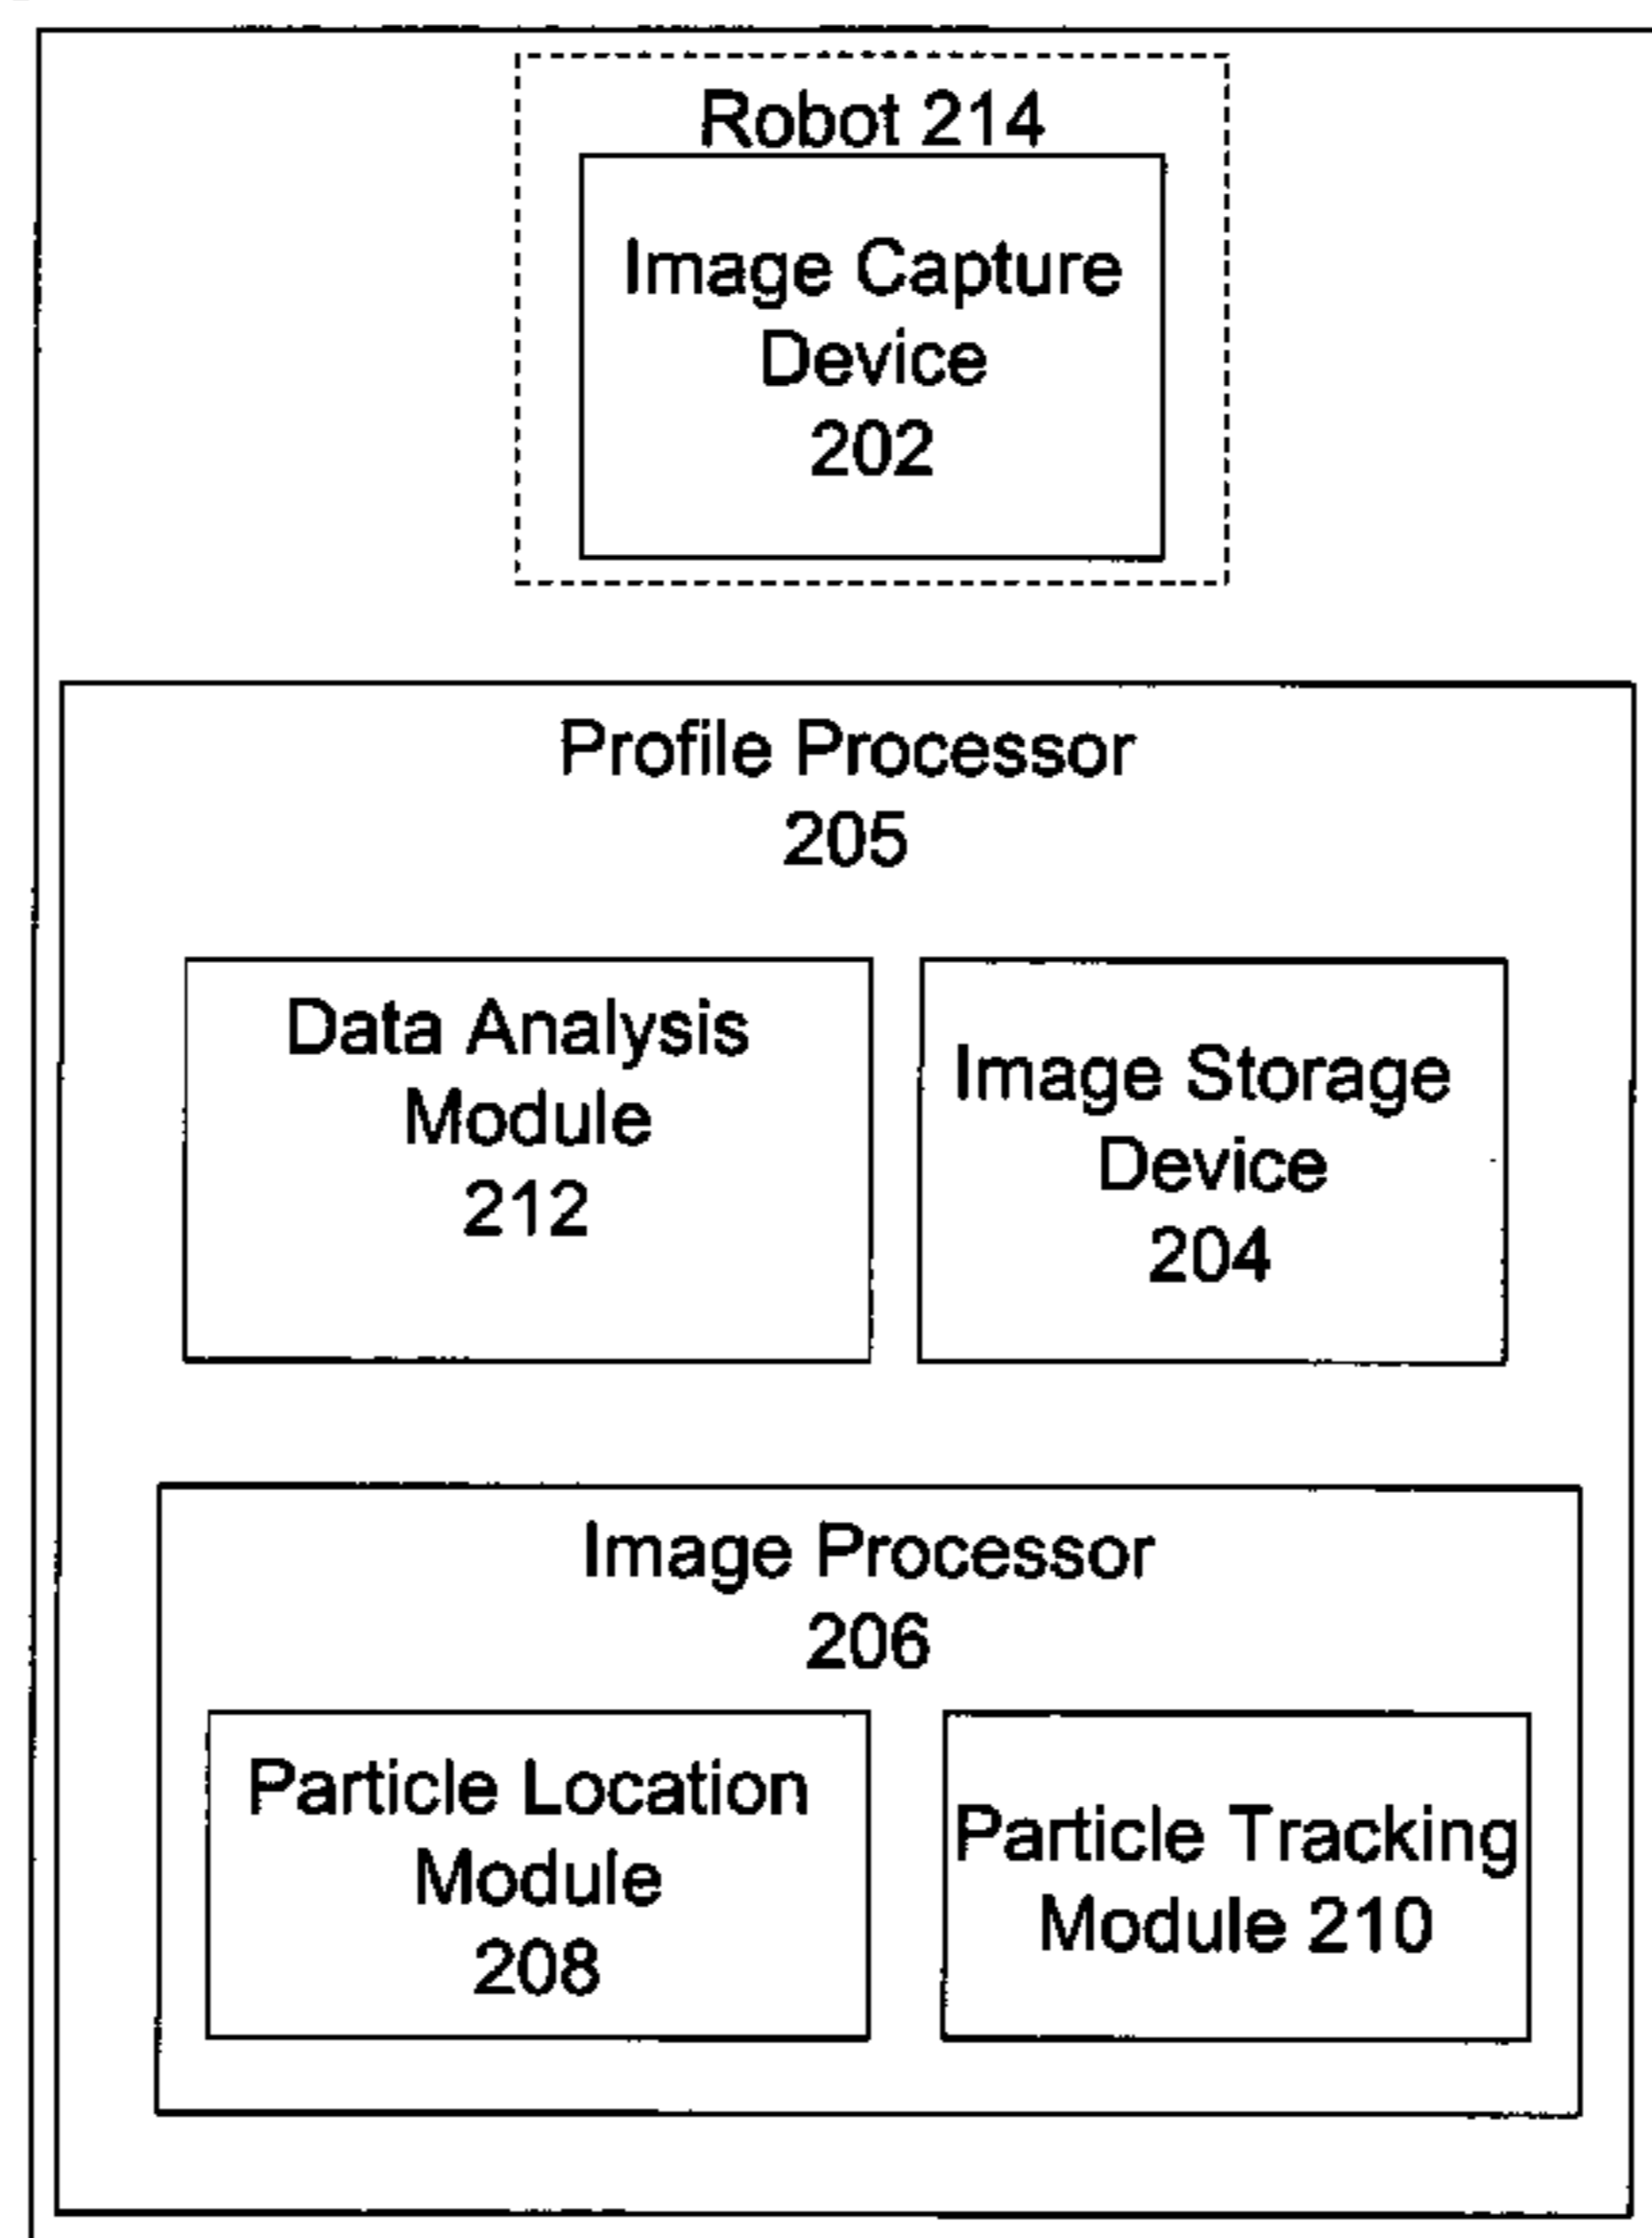 Robot 214
Image Capture
Device
202
Profile Processor
205
Data Analysis
Module
212
Image Storage
Device
204
Image Processor
206
Particle Location
Module
208
Particle Tracking
Module 210